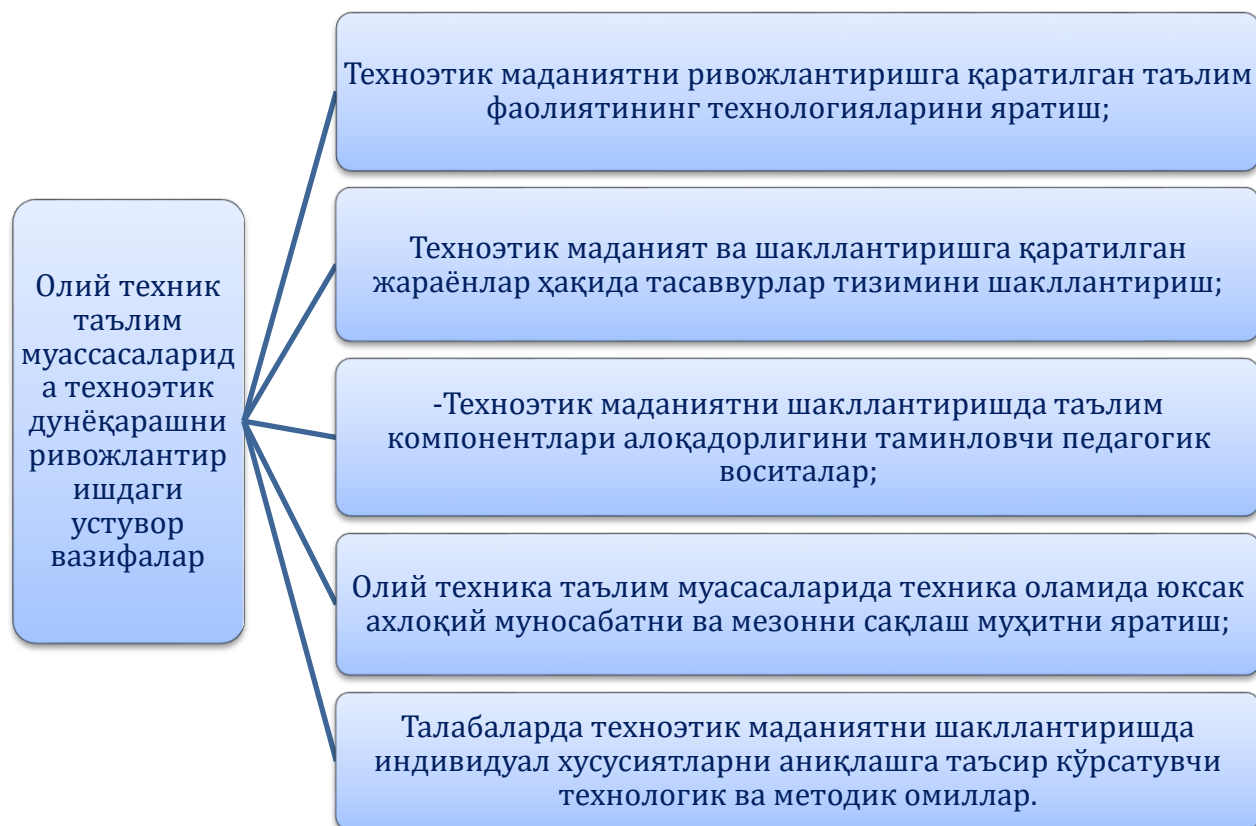 Олий техник
таълим
муассасаларид
а техноэтик
дунёқарашни
ривожлантир
ишдаги
устувор
вазифалар
Техноэтик маданиятни ривожлантиришга қаратилган таълим
фаолиятининг технологияларини яратиш;
Техноэтик маданият ва шакллантиришга қаратилган
жараёнлар ҳақида тасаввурлар тизимини шакллантириш;
-Техноэтик маданиятни шакллантиришда таълим
компонентлари алоқадорлигини таминловчи педагогик
воситалар;
Олий техника таълим муасасаларида техника оламида юксак
ахлоқий муносабатни ва мезонни сақлаш муҳитни яратиш;
Талабаларда техноэтик маданиятни шакллантиришда
индивидуал хусусиятларни аниқлашга таъсир кўрсатувчи
технологик ва методик омиллар.